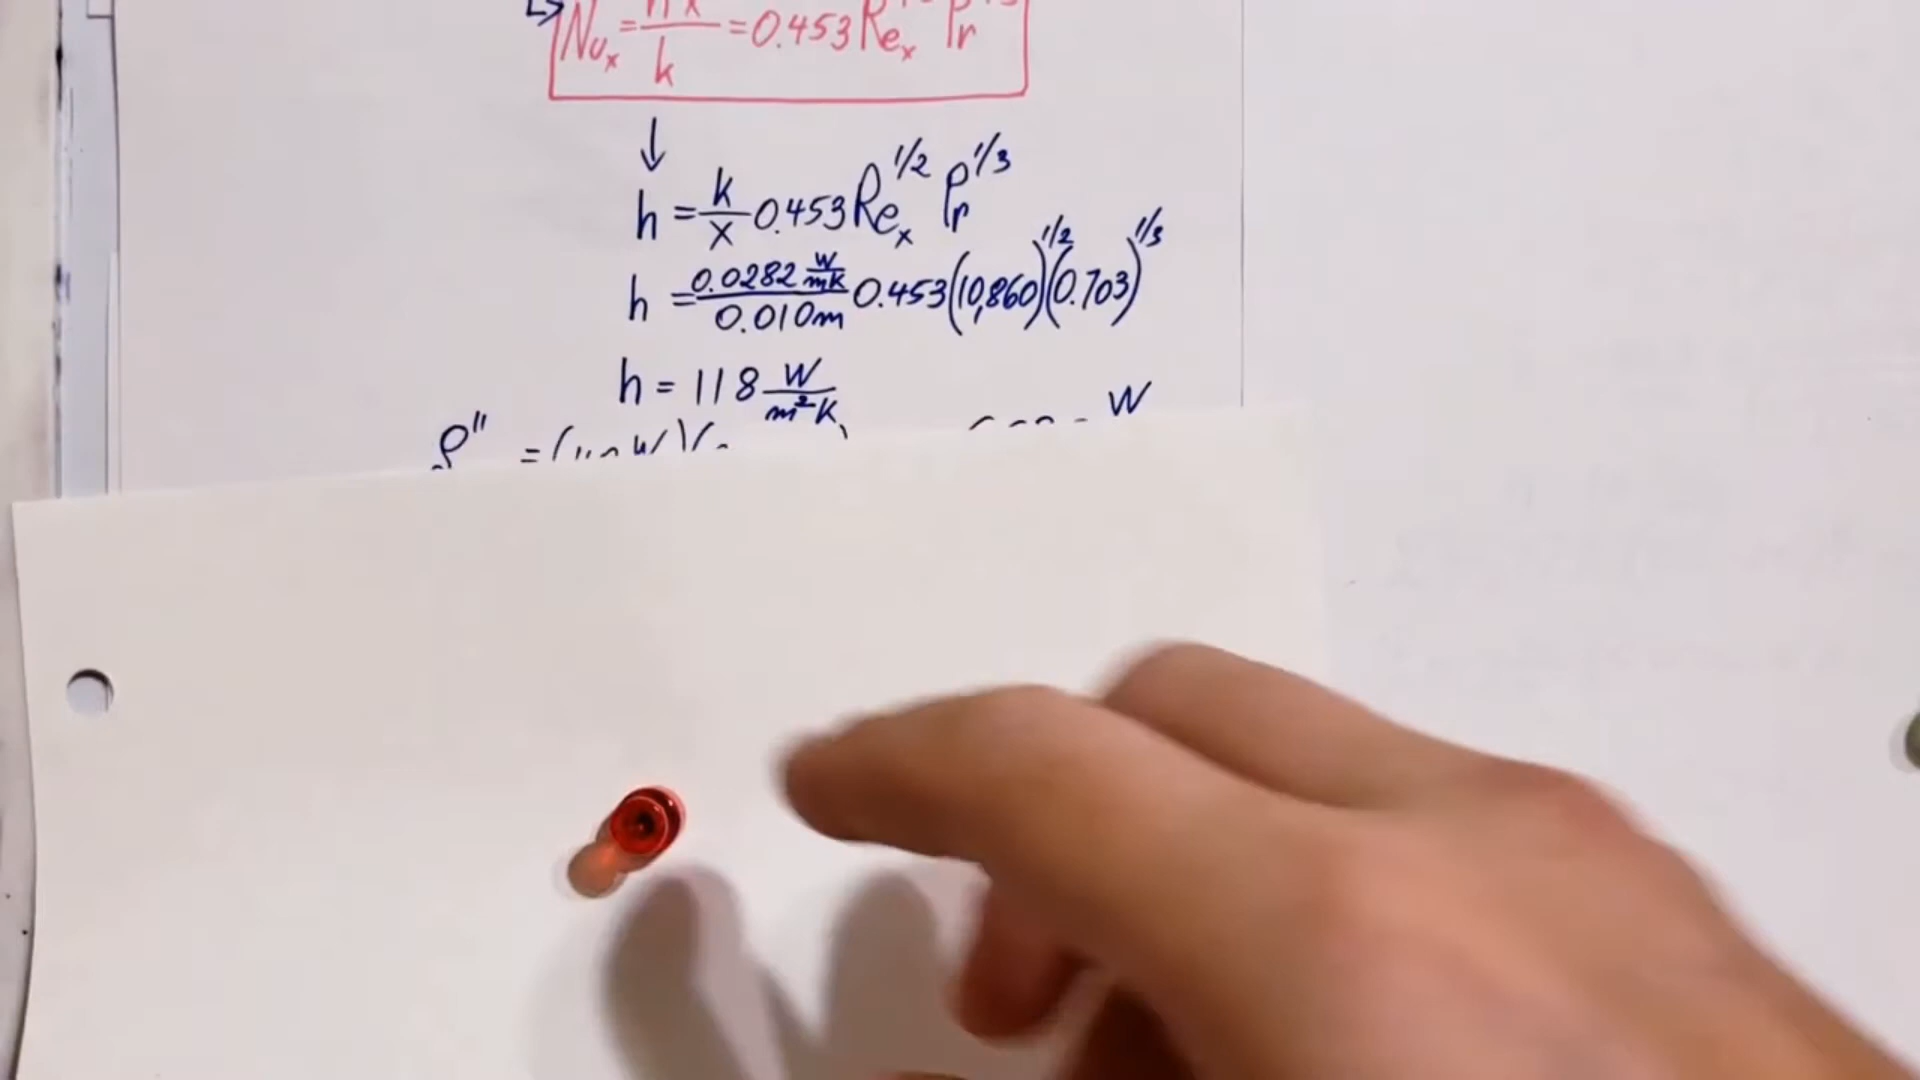 Nu_x = hx/k = 0.453 Re_x Pr
↓
h = k/x 0.453 Re_x^1/2 Pr^1/3
h = 0.0282 W/mK / 0.010m 0.453 (10,860)^1/2 (0.703)^1/3
h = 118 W/m²K
W